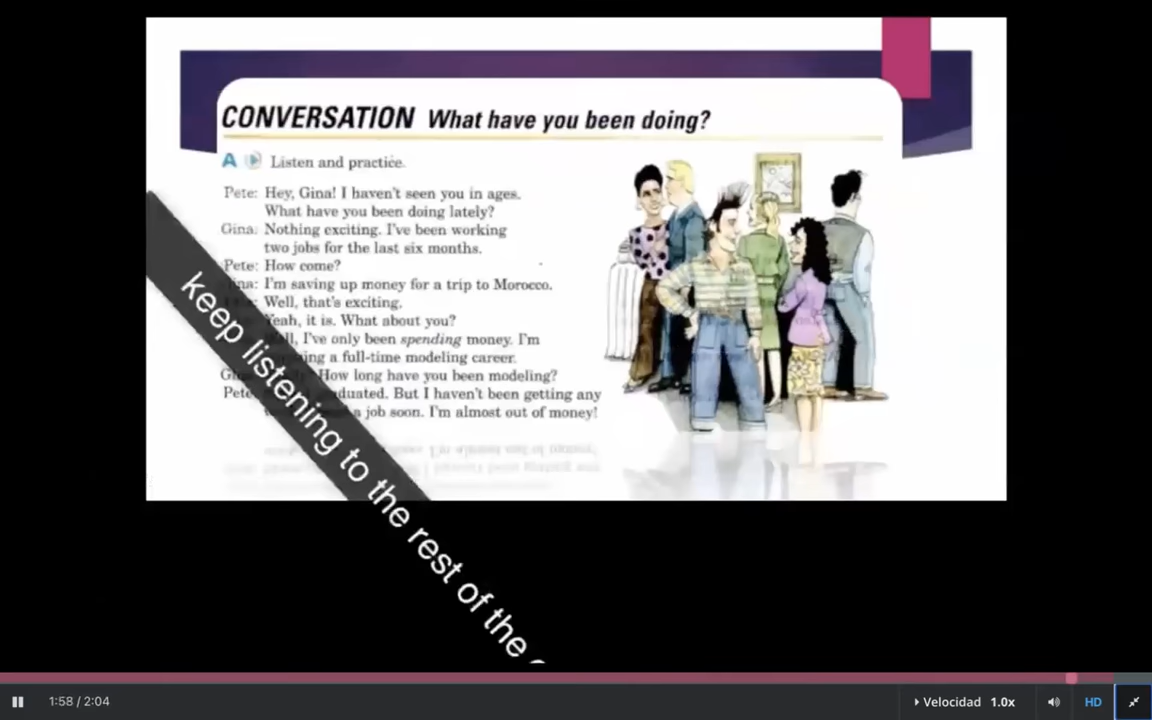 CONVERSATION What have you been doing?
A Listen and practice.
Pete: Hey, Gina! I haven't seen you in ages.
What have you been doing lately?
Gina: Nothing exciting. I've been working
two jobs for the last six months.
Pete: How come?
I'm saving up money for a trip to Morocco.
Well, that's exciting.
Yeah, it is. What about you?
I've only been spending money. I'm
a full-time modeling career.
How long have you been modeling?
Pete: But I haven't been getting any
a job soon. I'm almost out of money!
keep listening to the rest of the
1:58 / 2:04
Velocidad 1.0x
HD